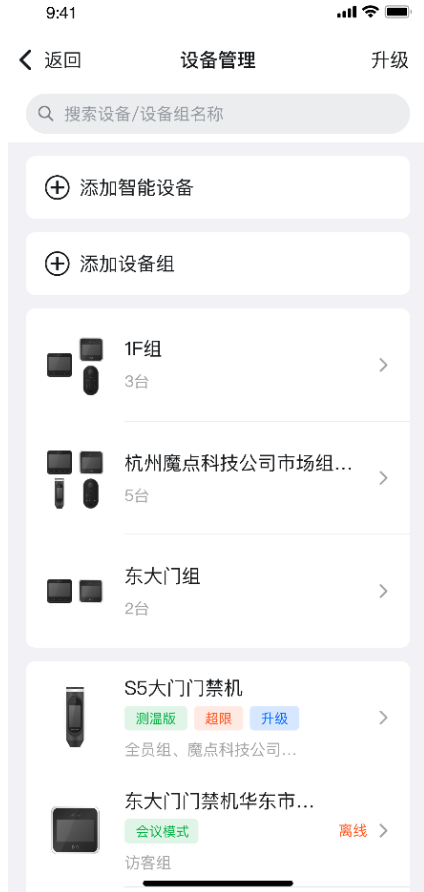 9:41
返回
设备管理
升级
搜索设备/设备组名称
添加智能设备
添加设备组
1F组
3台
杭州魔点科技公司市场组...
5台
东大门组
2台
S5大门门禁机
测温版 超限 升级
全员组、魔点科技公司...
东大门门禁机华东市...
会议模式
离线
访客组